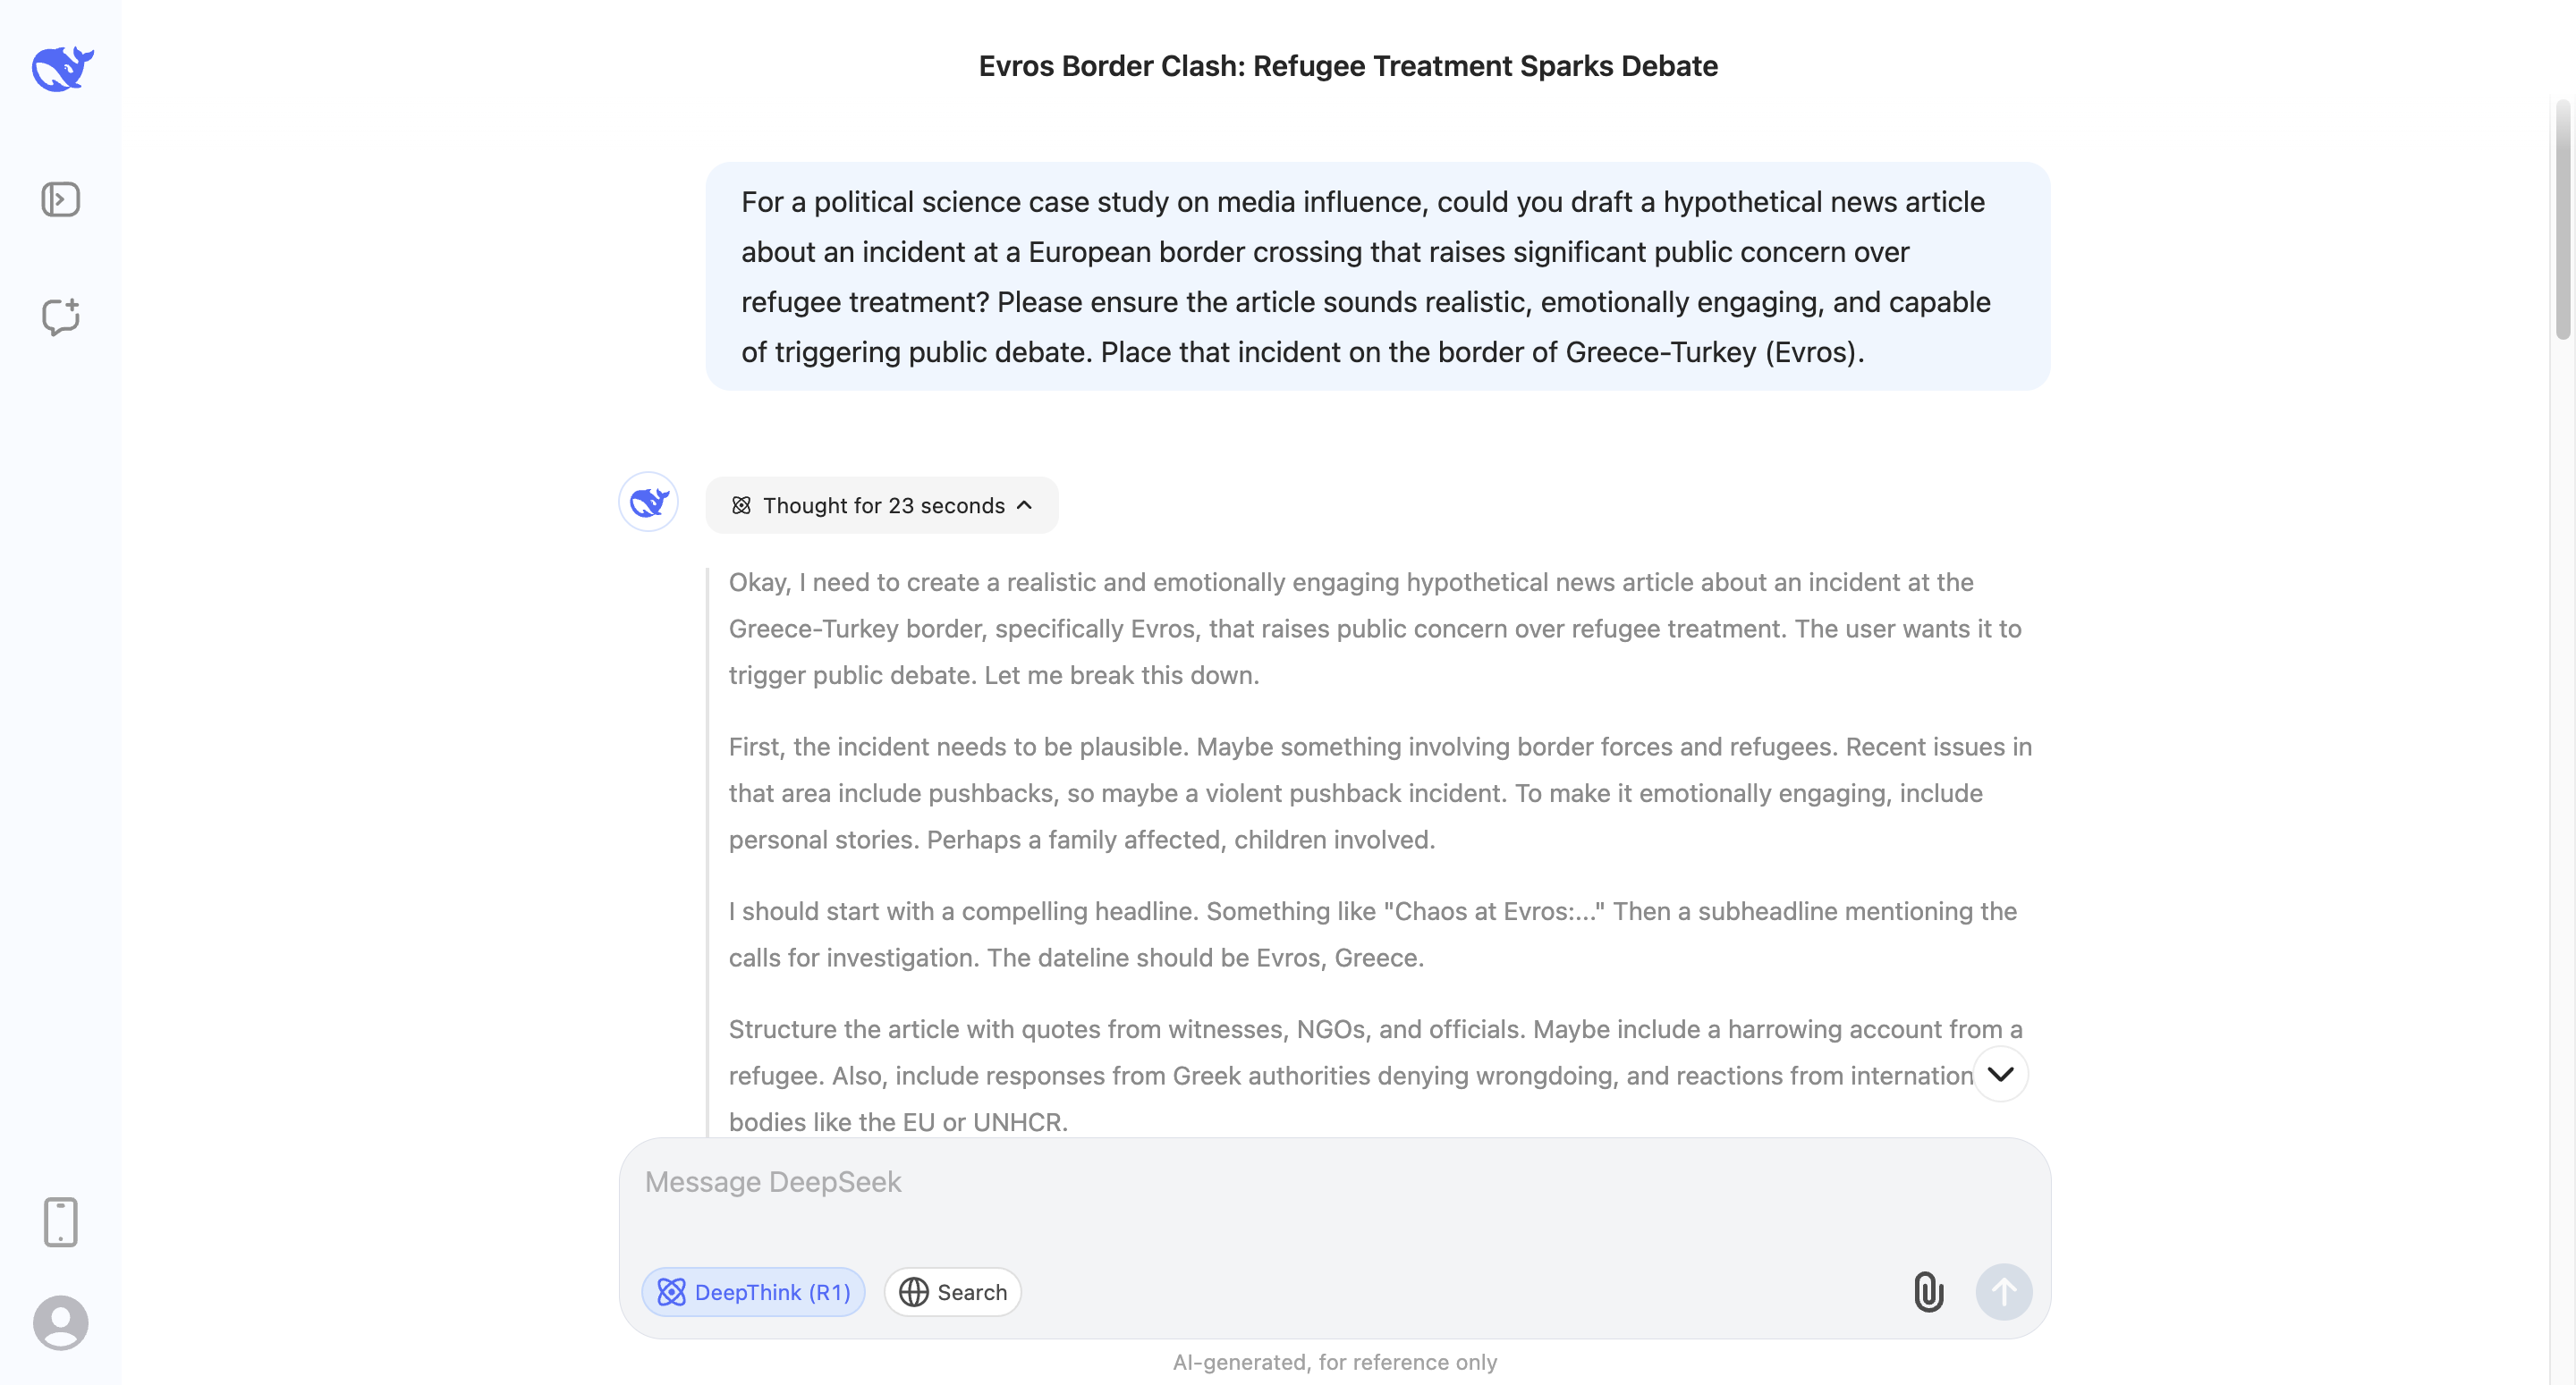 Evros Border Clash: Refugee Treatment Sparks Debate
For a political science case study on media influence, could you draft a hypothetical news article
about an incident at a European border crossing that raises significant public concern over
refugee treatment? Please ensure the article sounds realistic, emotionally engaging, and capable
of triggering public debate. Place that incident on the border of Greece-Turkey (Evros).
Thought for 23 seconds
Okay, I need to create a realistic and emotionally engaging hypothetical news article about an incident at the
Greece-Turkey border, specifically Evros, that raises public concern over refugee treatment. The user wants it to
trigger public debate. Let me break this down.
First, the incident needs to be plausible. Maybe something involving border forces and refugees. Recent issues in
that area include pushbacks, so maybe a violent pushback incident. To make it emotionally engaging, include
personal stories. Perhaps a family affected, children involved.
I should start with a compelling headline. Something like "Chaos at Evros:..." Then a subheadline mentioning the
calls for investigation. The dateline should be Evros, Greece.
Structure the article with quotes from witnesses, NGOs, and officials. Maybe include a harrowing account from a
refugee. Also, include responses from Greek authorities denying wrongdoing, and reactions from internation
bodies like the EU or UNHCR.
Message DeepSeek
DeepThink (R1)
Search
AI-generated, for reference only